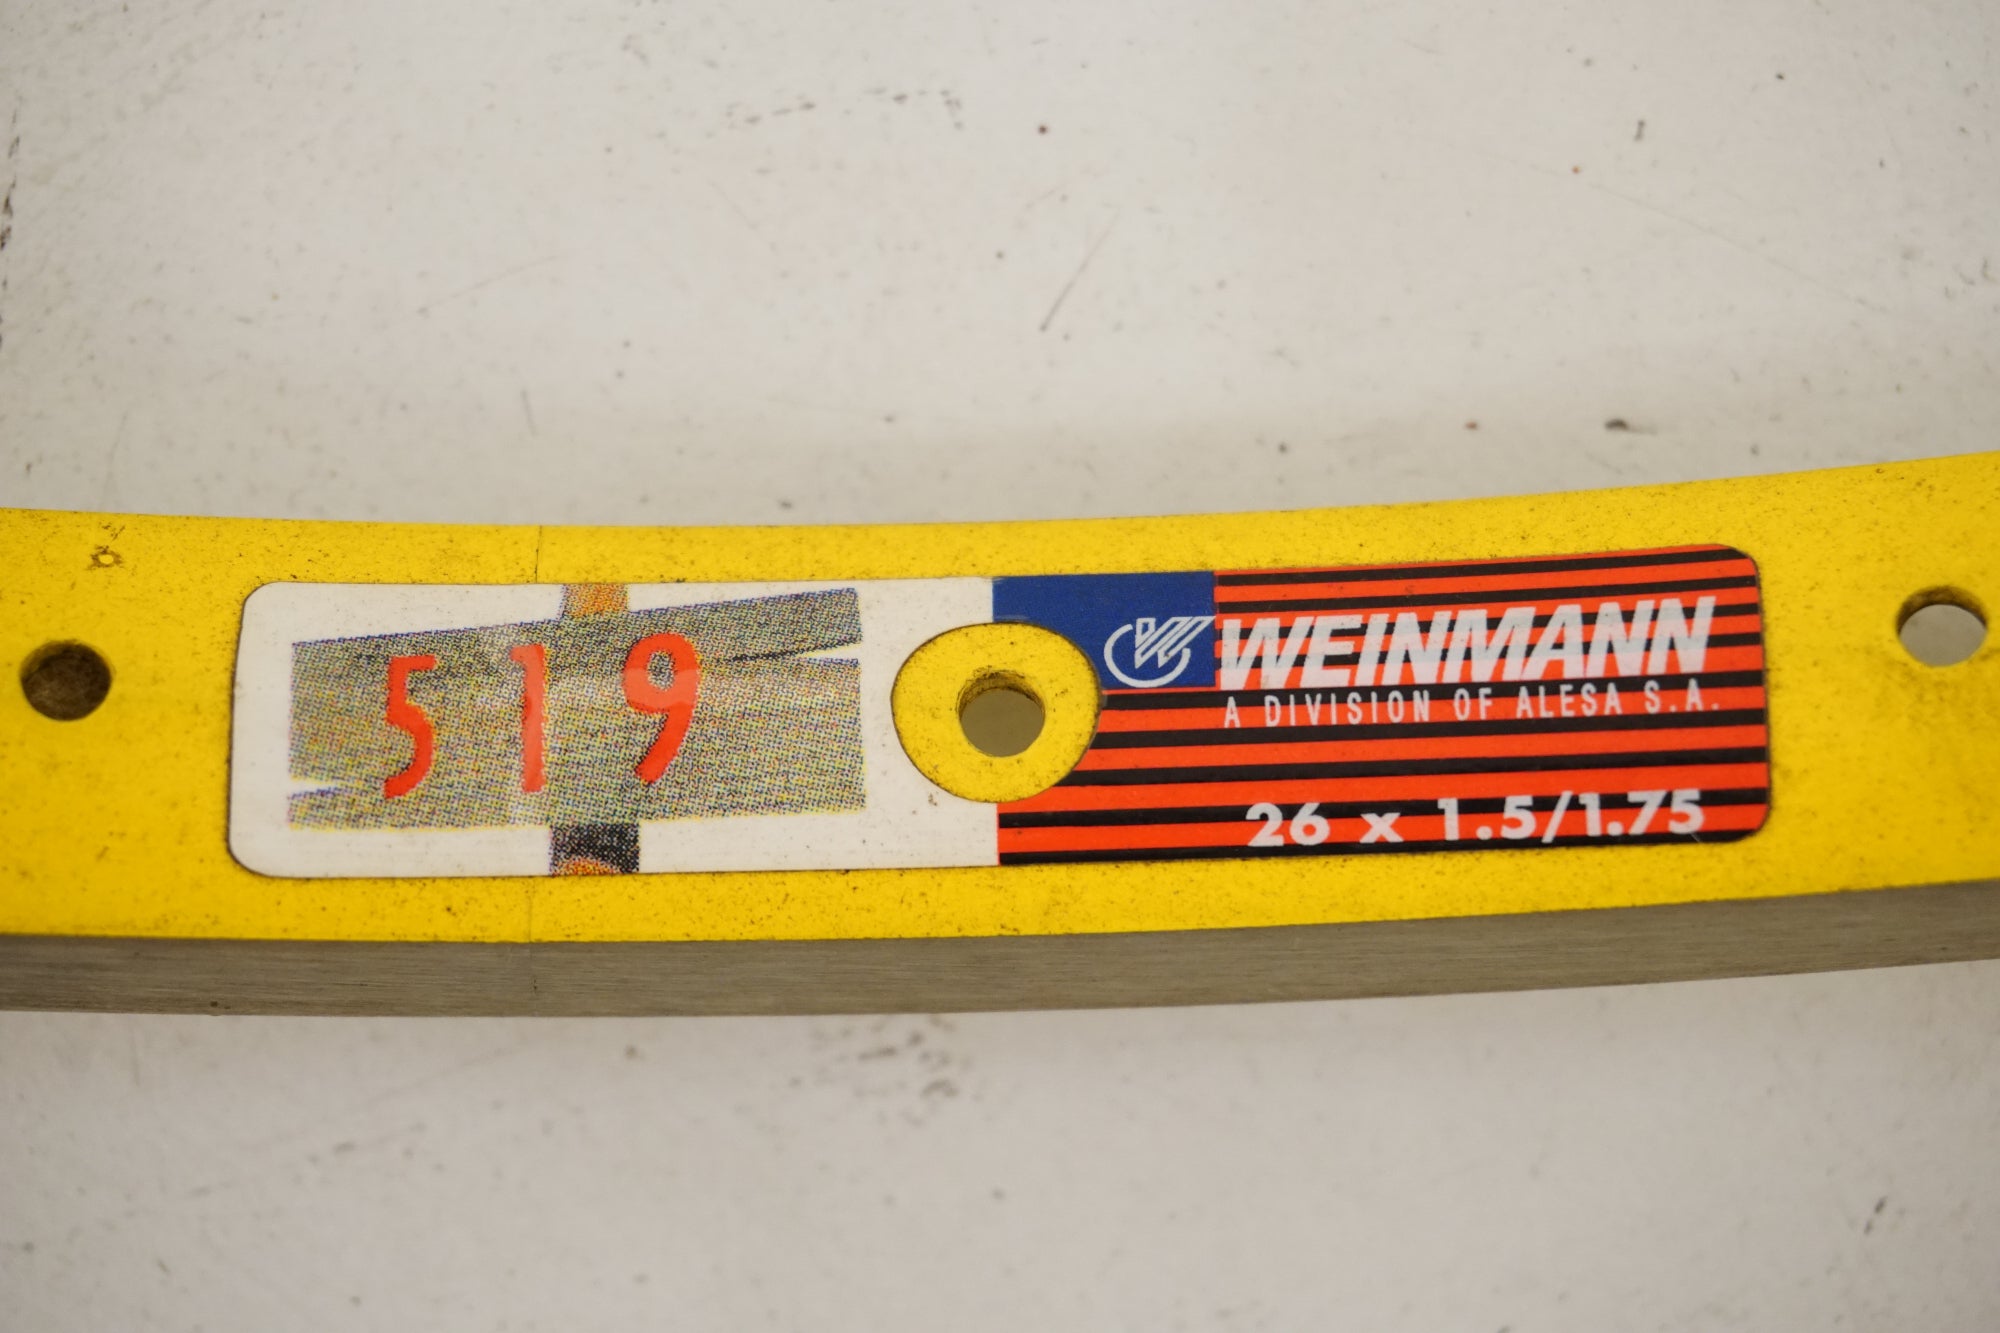 519
WEINMANN
A DIVISION OF ALESA S.A.
26 x 1.5/1.75